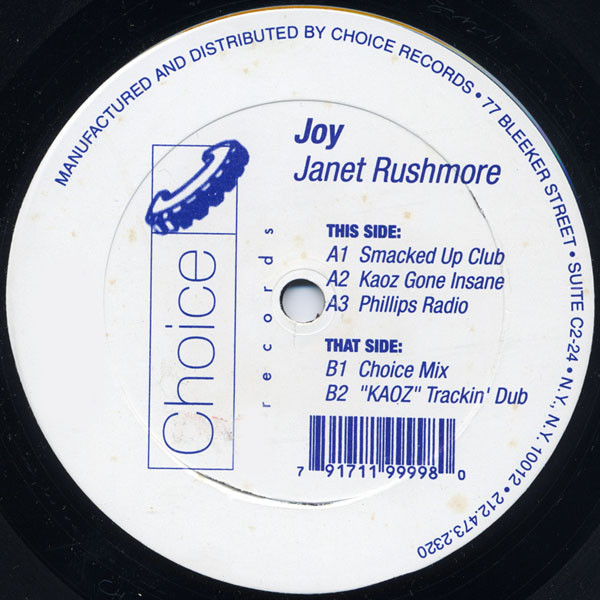 MANUFACTURED AND DISTRIBUTED BY CHOICE RECORDS • 77 BLEEKER STREET • SUITE C2-24 • N.Y., N.Y. 10012 • 212.473.2320
Choice
records
Joy
Janet Rushmore
THIS SIDE:
A1 Smacked Up Club
A2 Kaoz Gone Insane
A3 Phillips Radio
THAT SIDE:
B1 Choice Mix
B2 "KAOZ" Trackin' Dub
7 91711 99998 0